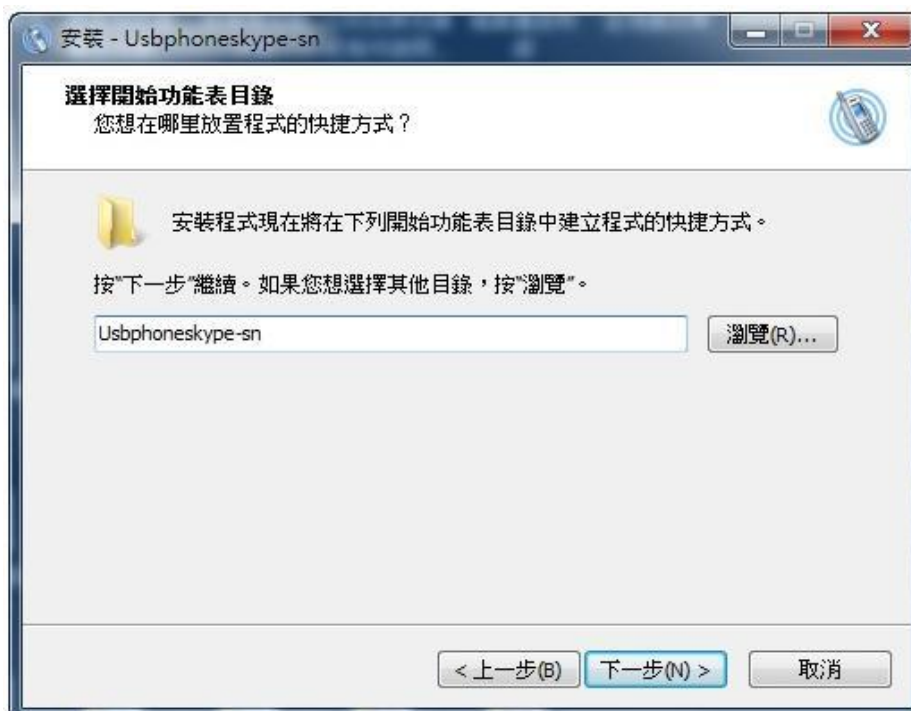 安裝 - Usbphoneskype-sn
選擇開始功能表目錄
您想在哪里放置程式的快捷方式？
安裝程式現在將在下列開始功能表目錄中建立程式的快捷方式。
按"下一步"繼續。如果您想選擇其他目錄，按"瀏覽"。
Usbphoneskype-sn
瀏覽(R)...
< 上一步(B)
下一步(N) >
取消